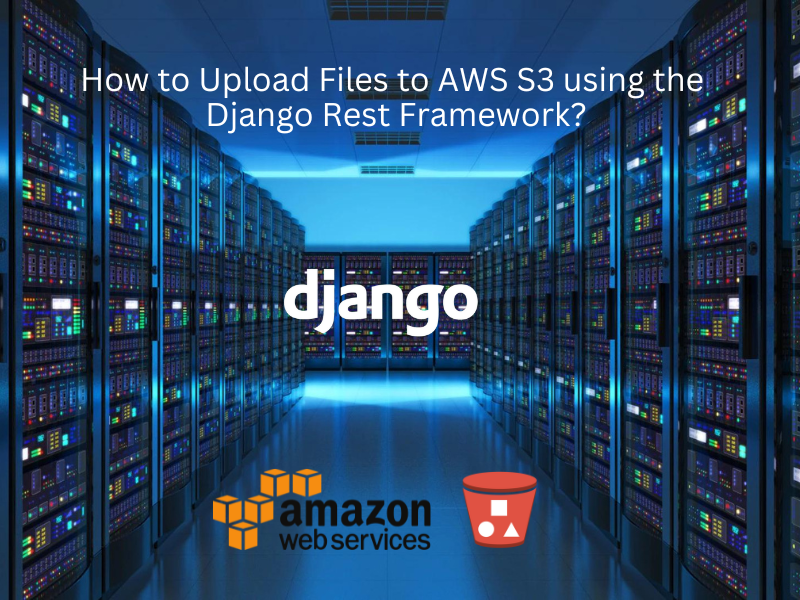 How to Upload Files to AWS S3 using the
Django Rest Framework?
django
amazon
web services